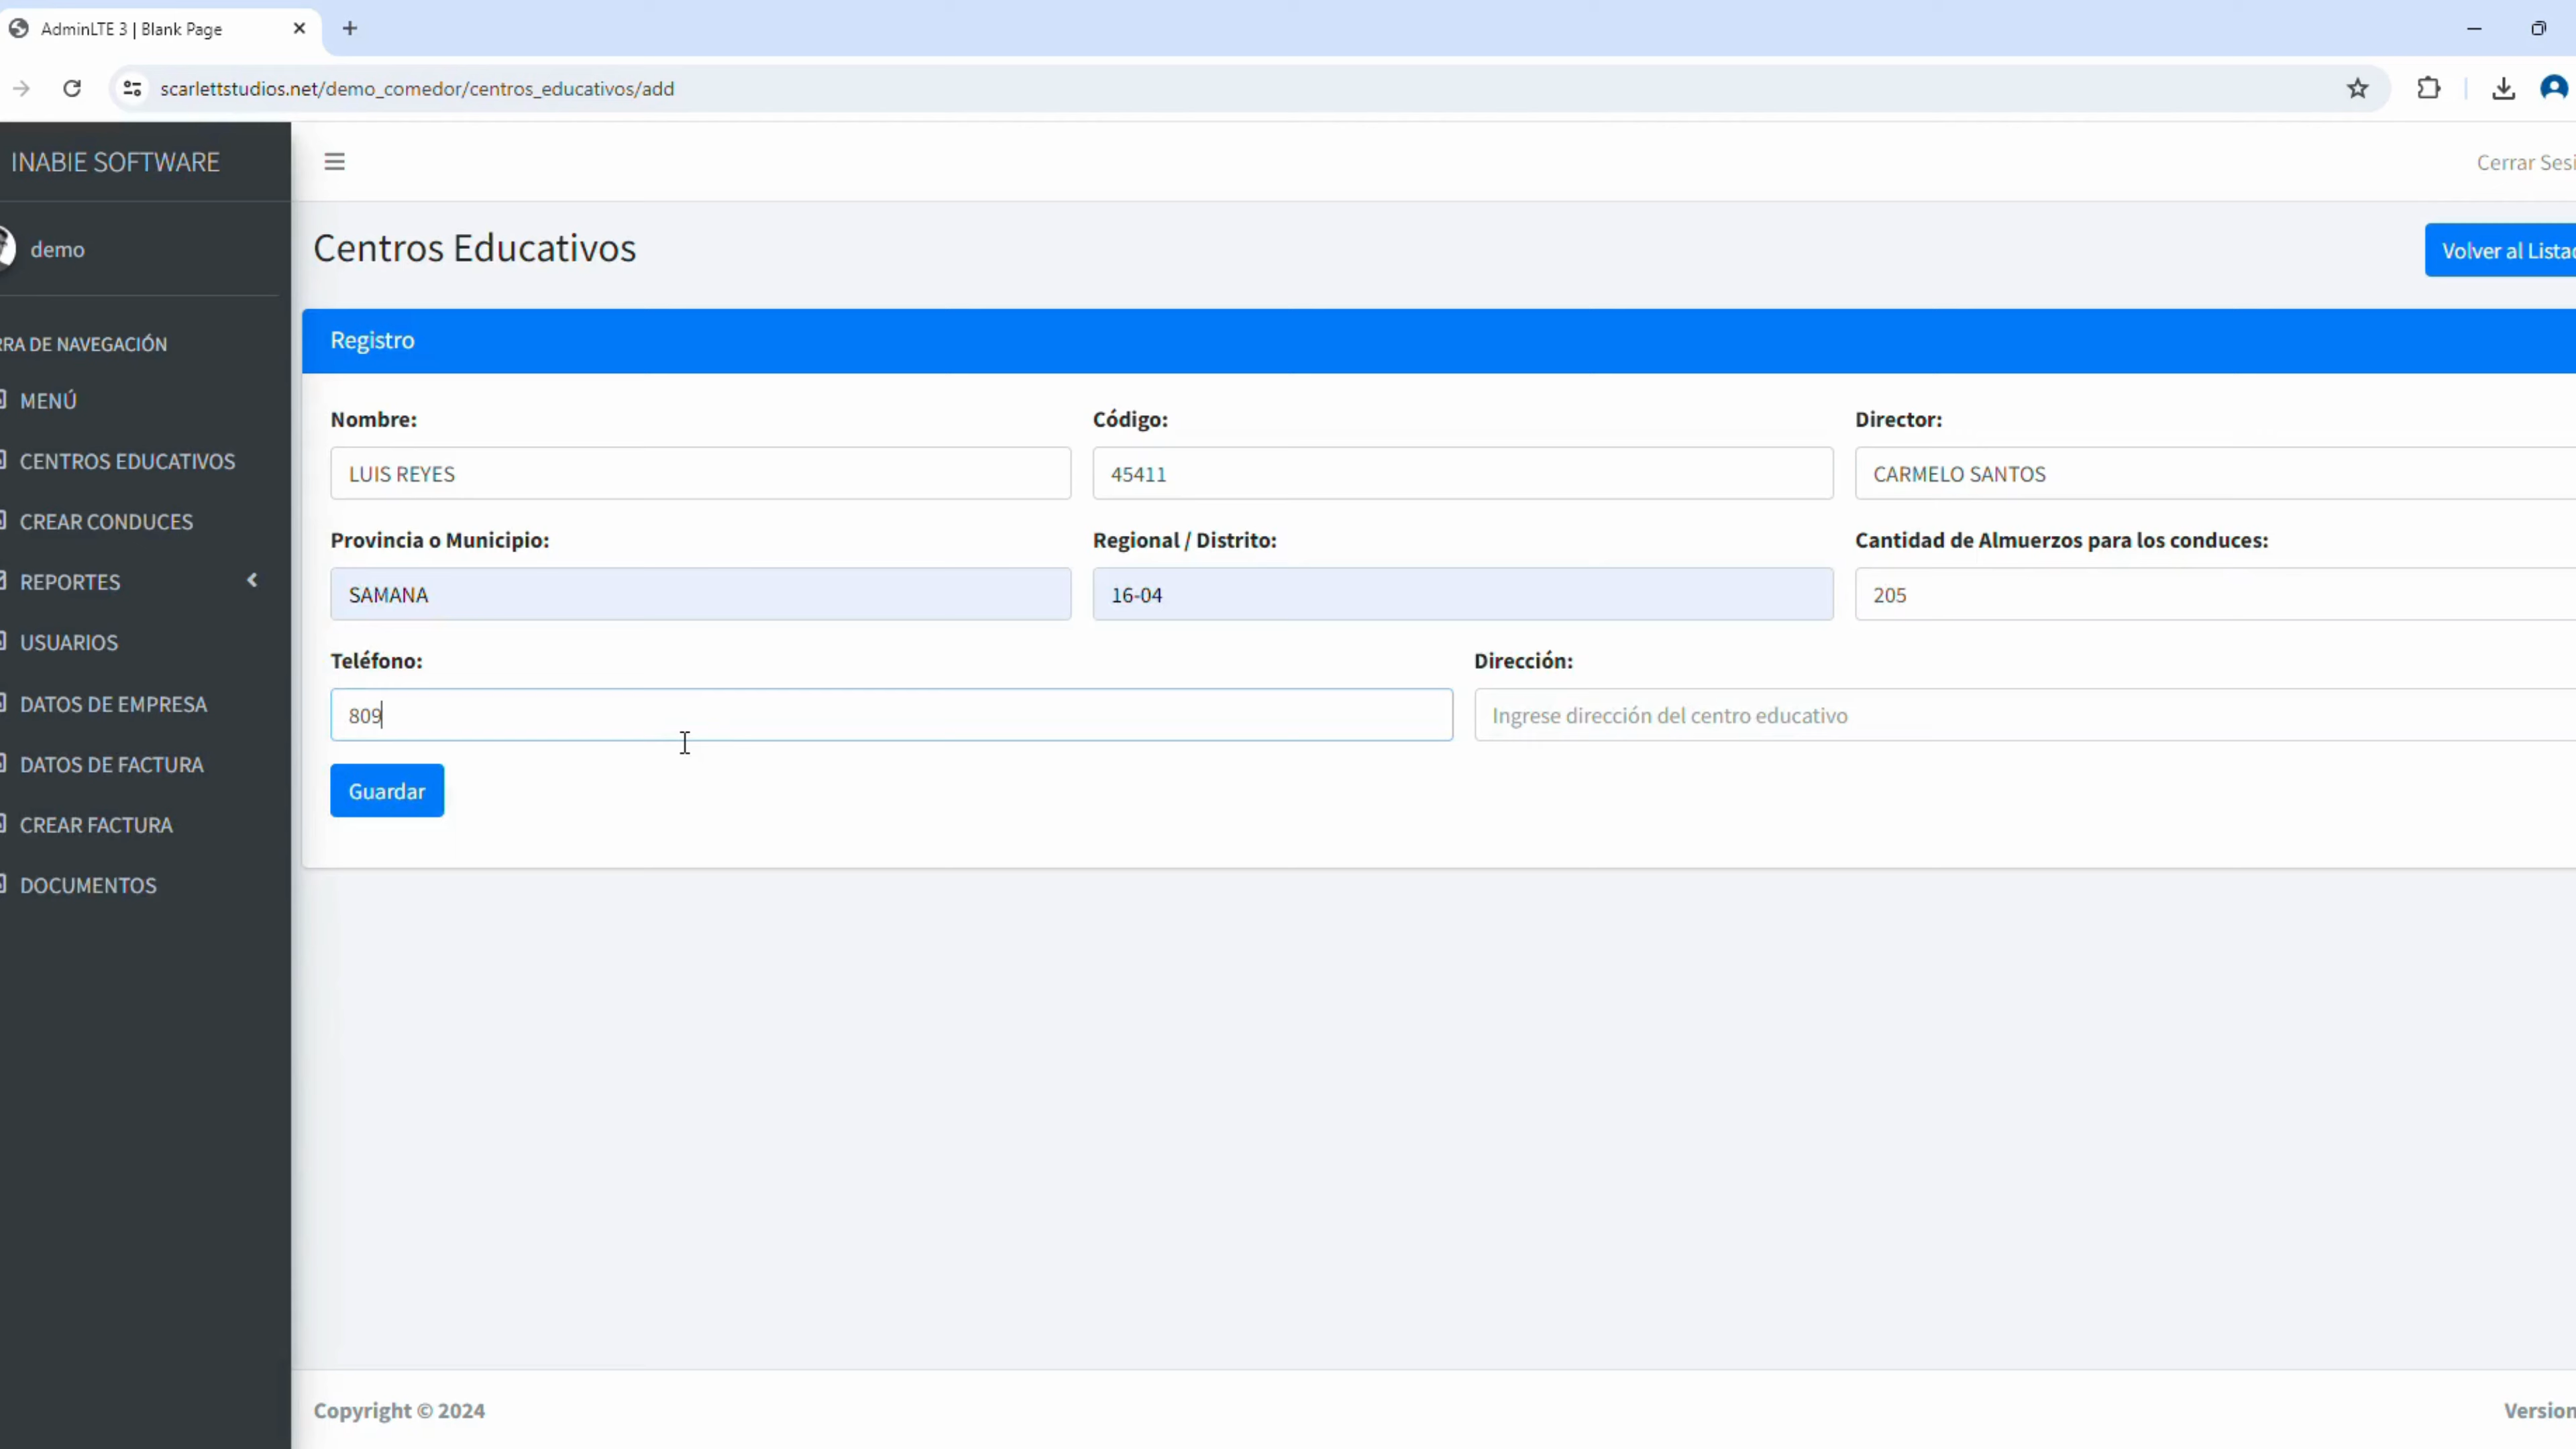 AdminLTE 3 | Blank Page
scarlettstudios.net/demo_comedor/centros_educativos/add
INABIE SOFTWARE
Cerrar Sesi
demo
Centros Educativos
Volver al Listad
RRA DE NAVEGACIÓN
MENÚ
CENTROS EDUCATIVOS
CREAR CONDUCES
REPORTES
USUARIOS
DATOS DE EMPRESA
DATOS DE FACTURA
CREAR FACTURA
DOCUMENTOS
Registro
Nombre: Código: Director:
LUIS REYES 45411 CARMELO SANTOS
Provincia o Municipio: Regional / Distrito: Cantidad de Almuerzos para los conduces:
SAMANA 16-04 205
Teléfono: Dirección:
809 Ingrese dirección del centro educativo
Guardar
Copyright © 2024
Version